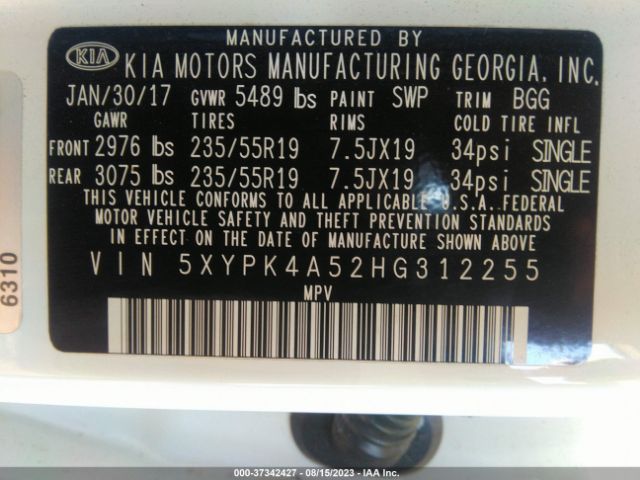 MANUFACTURED BY
KIA KIA MOTORS MANUFACTURING GEORGIA, INC.
JAN/30/17 GVWR 5489 lbs PAINT SWP TRIM BGG
GAWR TIRES RIMS COLD TIRE INFL
FRONT 2976 lbs 235/55R19 7.5JX19 34psi SINGLE
REAR 3075 lbs 235/55R19 7.5JX19 34psi SINGLE
THIS VEHICLE CONFORMS TO ALL APPLICABLE U.S.A.FEDERAL
MOTOR VEHICLE SAFETY AND THEFT PREVENTION STANDARDS
IN EFFECT ON THE DATE OF MANUFACTURE SHOWN ABOVE.
VIN 5XYPK4A52HG312255
MPV
6310
000-37342427 - 08/15/2023 - IAA Inc.